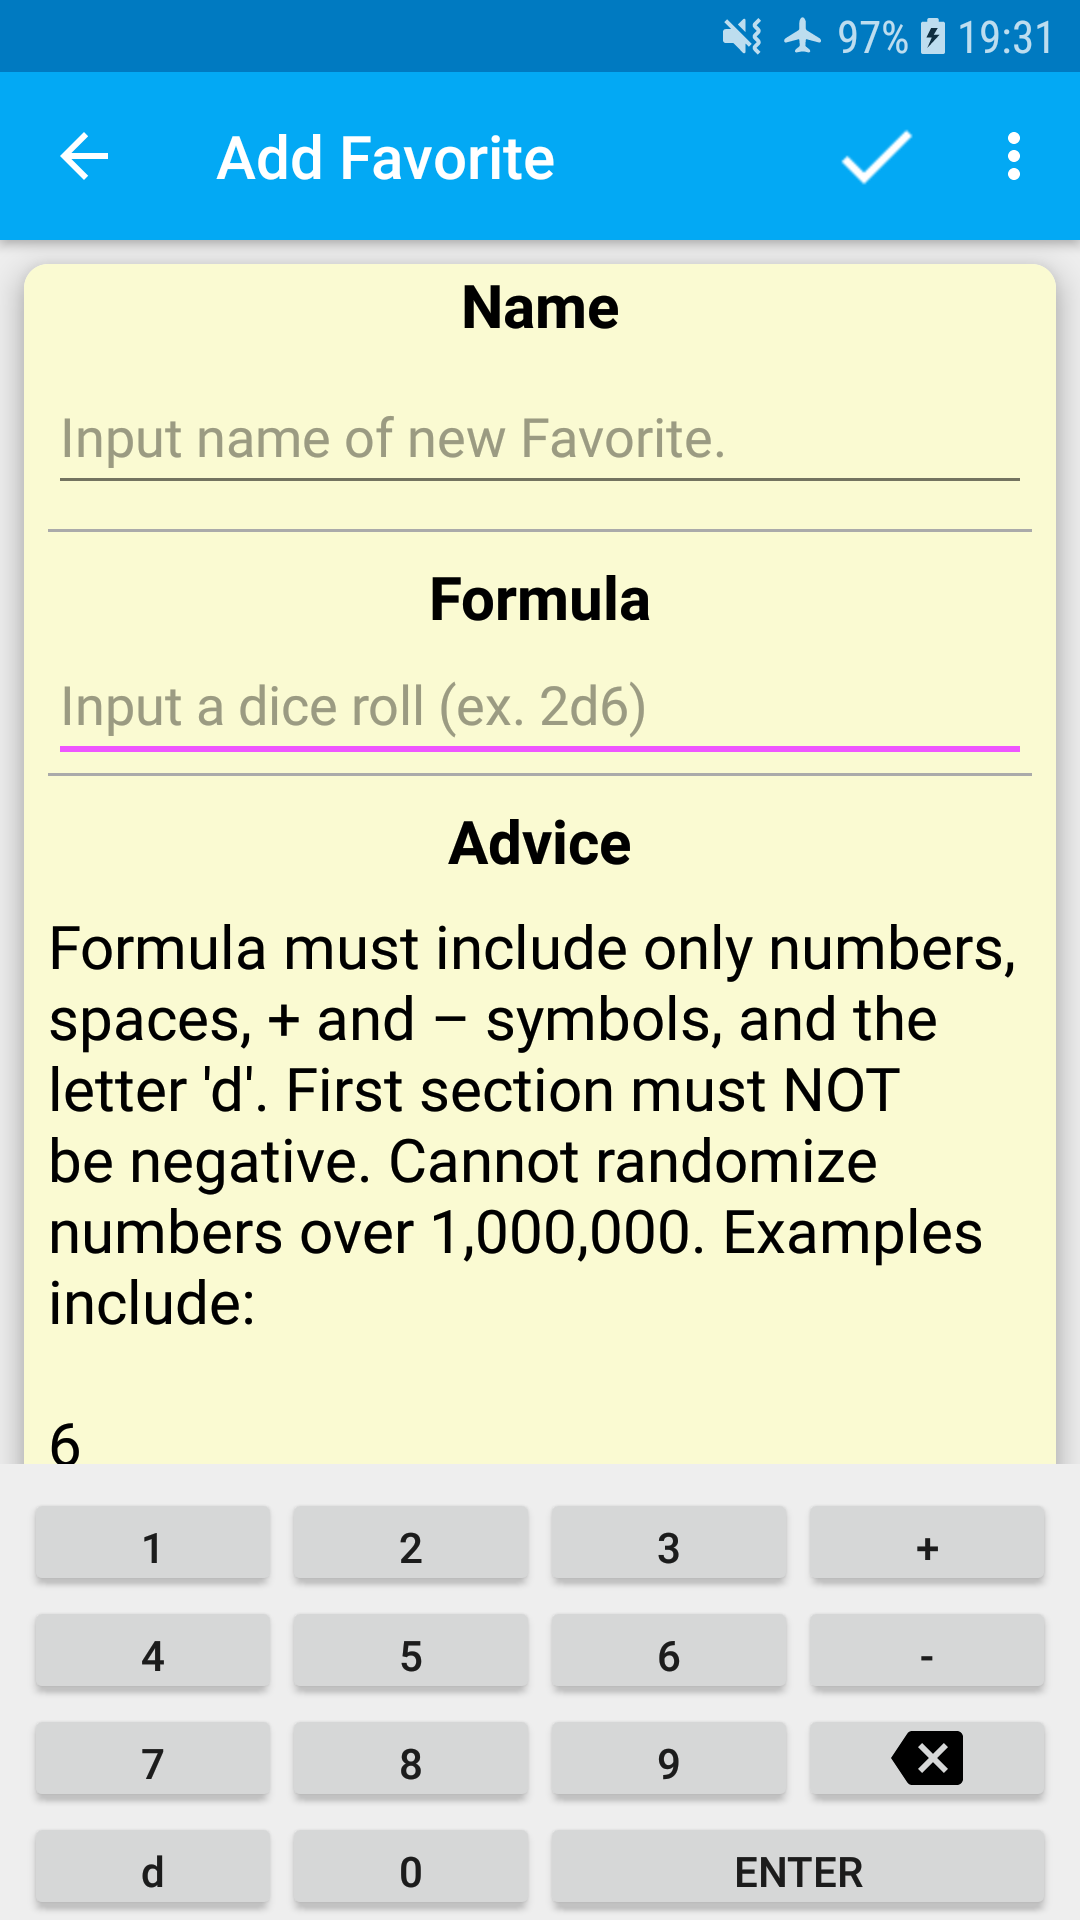 97% 19:31
Add Favorite
Name
Input name of new Favorite.
Formula
Input a dice roll (ex. 2d6)
Advice
Formula must include only numbers,
spaces, + and – symbols, and the
letter 'd'. First section must NOT
be negative. Cannot randomize
numbers over 1,000,000. Examples
include:
6
1 2 3 +
4 5 6 -
7 8 9
d 0 ENTER